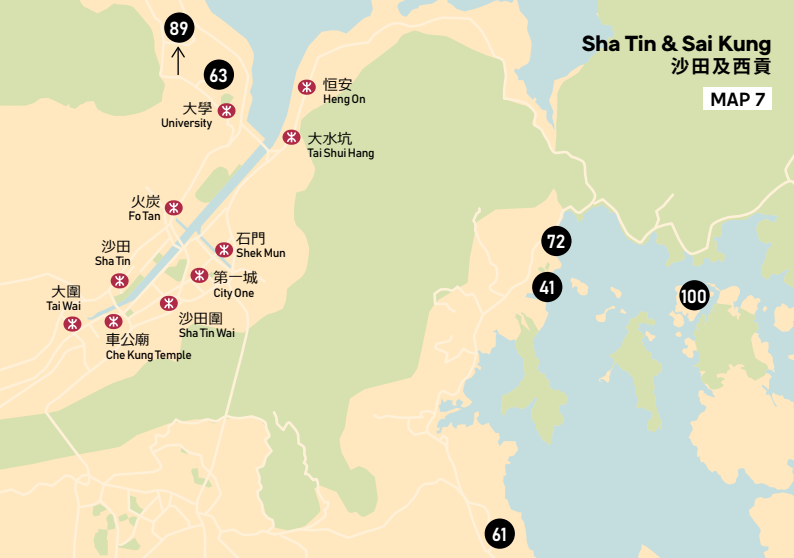 Sha Tin & Sai Kung
沙田及西貢
MAP 7
89
63
大學
University
恒安
Heng On
大水坑
Tai Shui Hang
火炭
Fo Tan
石門
Shek Mun
沙田
Sha Tin
第一城
City One
大圍
Tai Wai
沙田圍
Sha Tin Wai
車公廟
Che Kung Temple
72
41
100
61